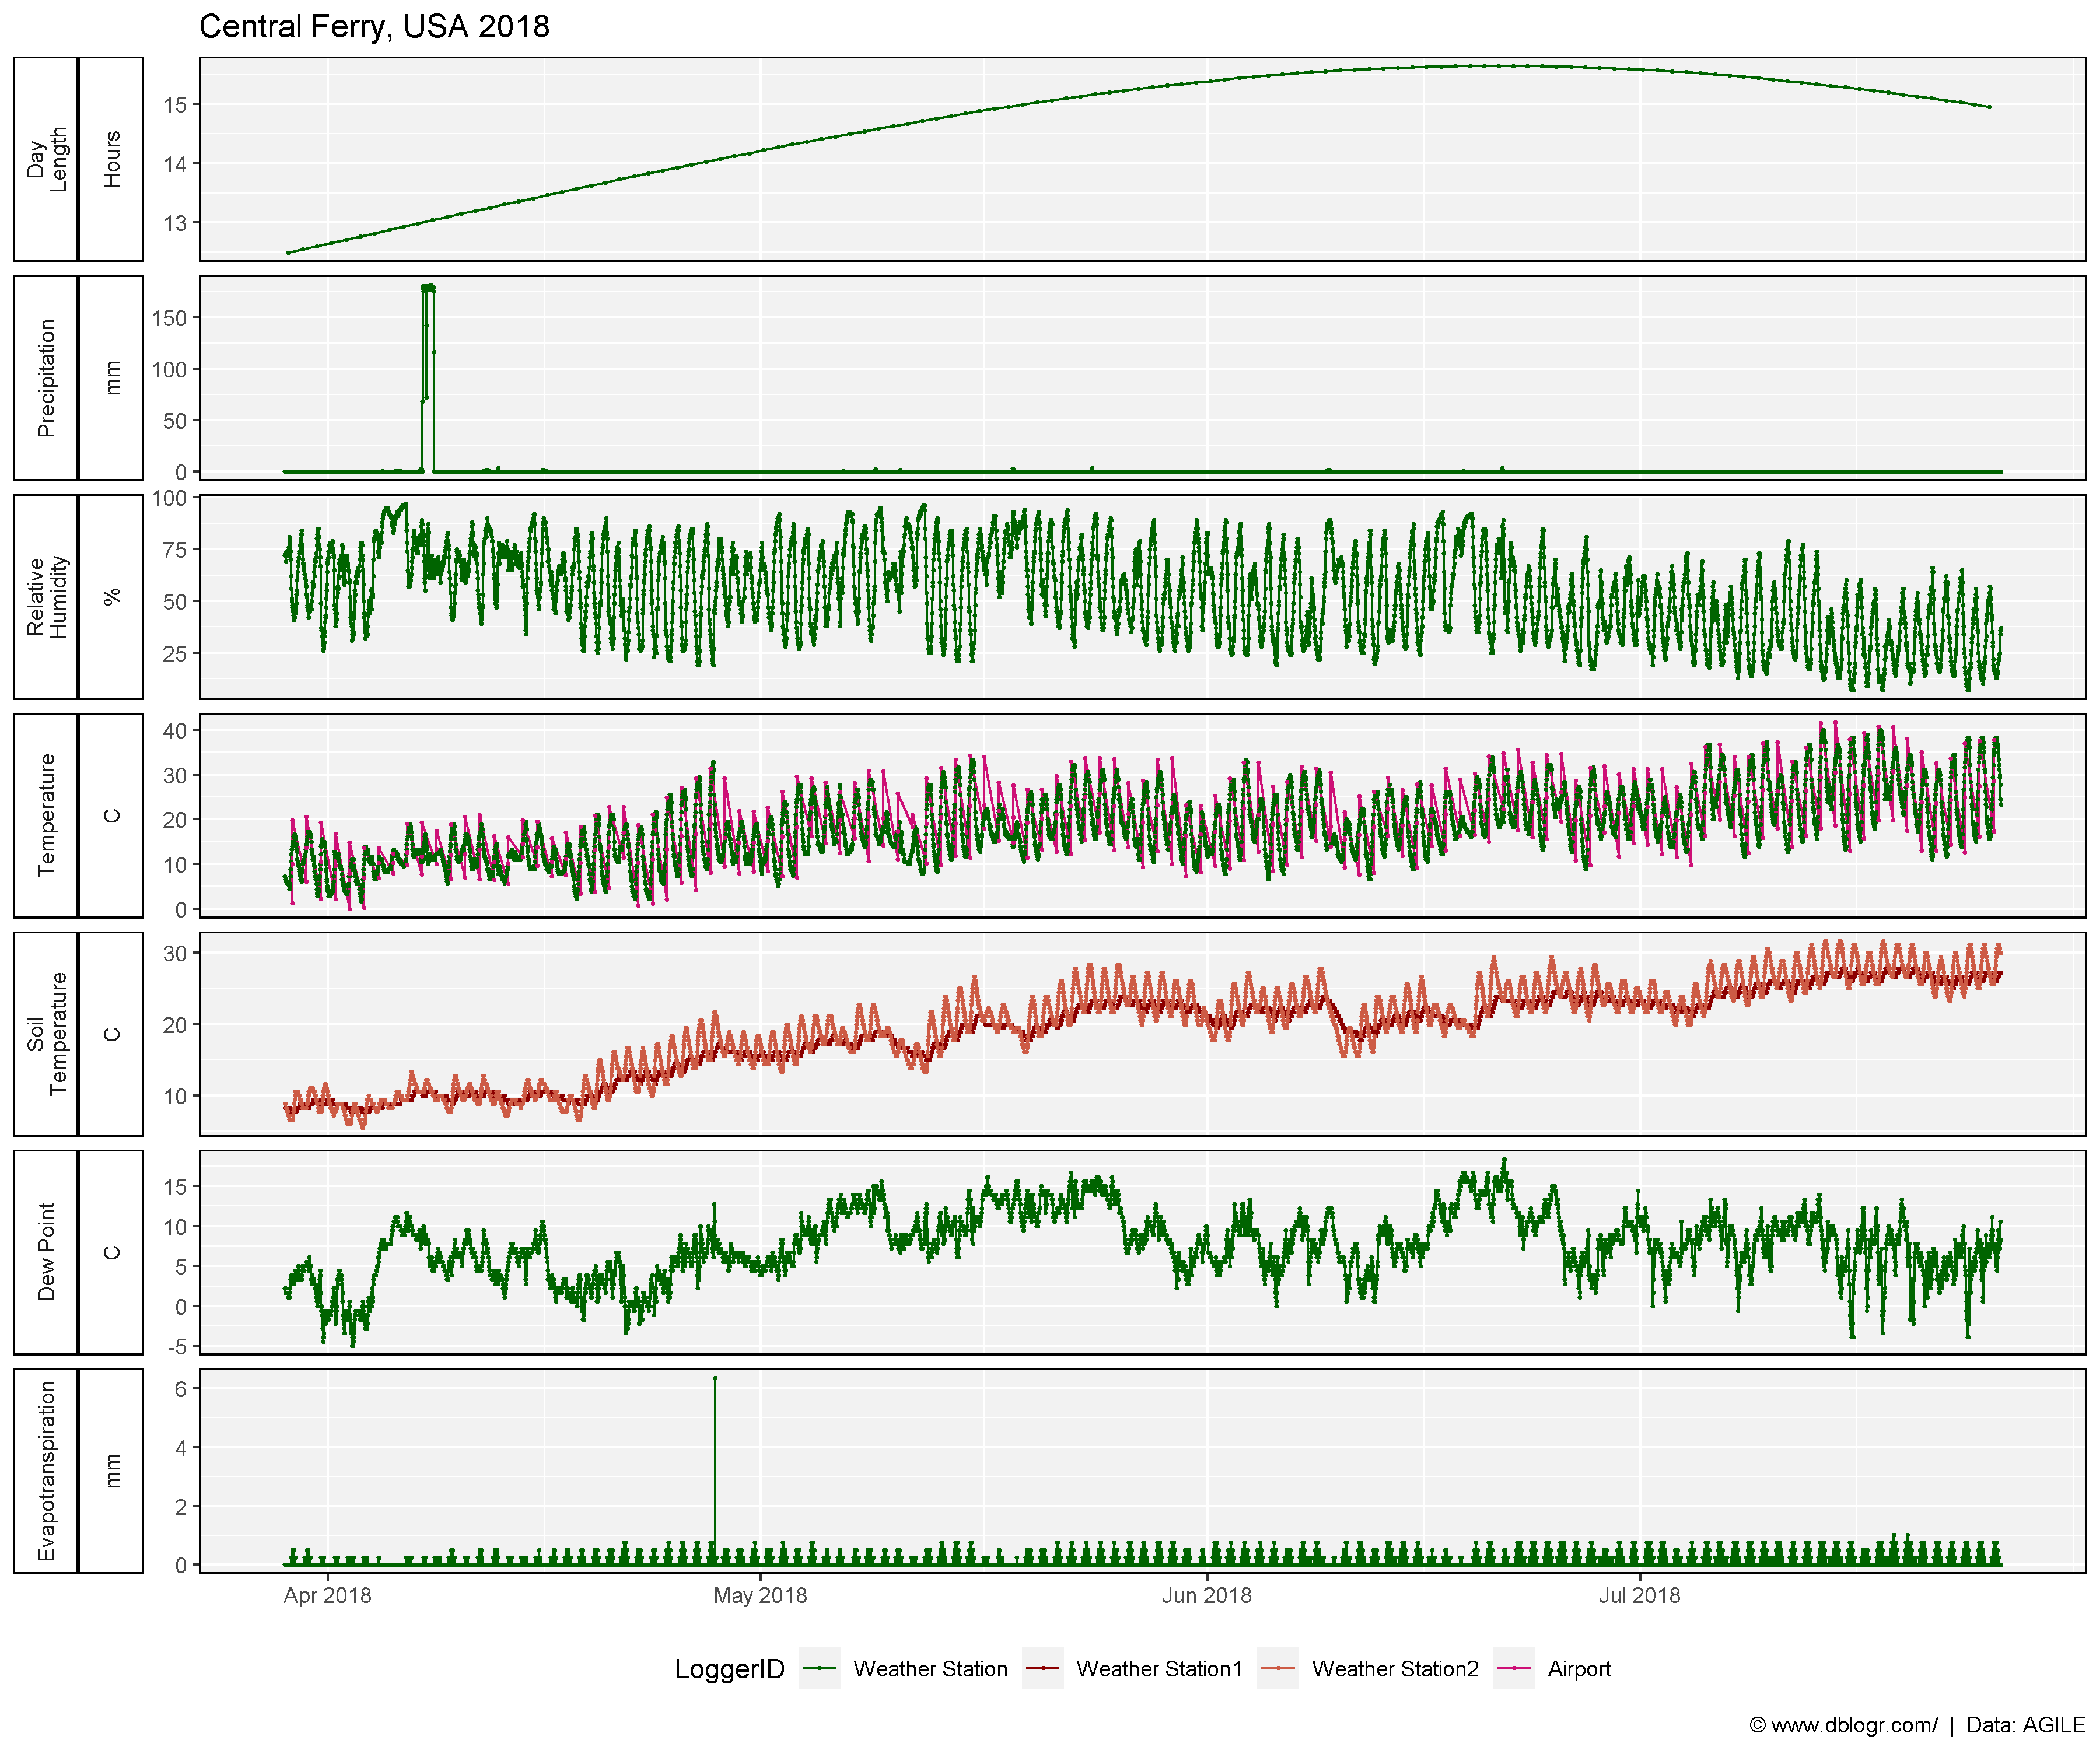 Central Ferry, USA 2018
Day
Length
Hours
15
14
13
Precipitation
mm
150
100
50
0
Relative
Humidity
%
100
75
50
25
Temperature
C
40
30
20
10
0
Soil
Temperature
C
30
20
10
Dew Point
C
15
10
5
0
-5
Evapotranspiration
mm
6
4
2
0
Apr 2018 May 2018 Jun 2018 Jul 2018
LoggerID Weather Station Weather Station1 Weather Station2 Airport
© www.dblogr.com/ | Data: AGILE